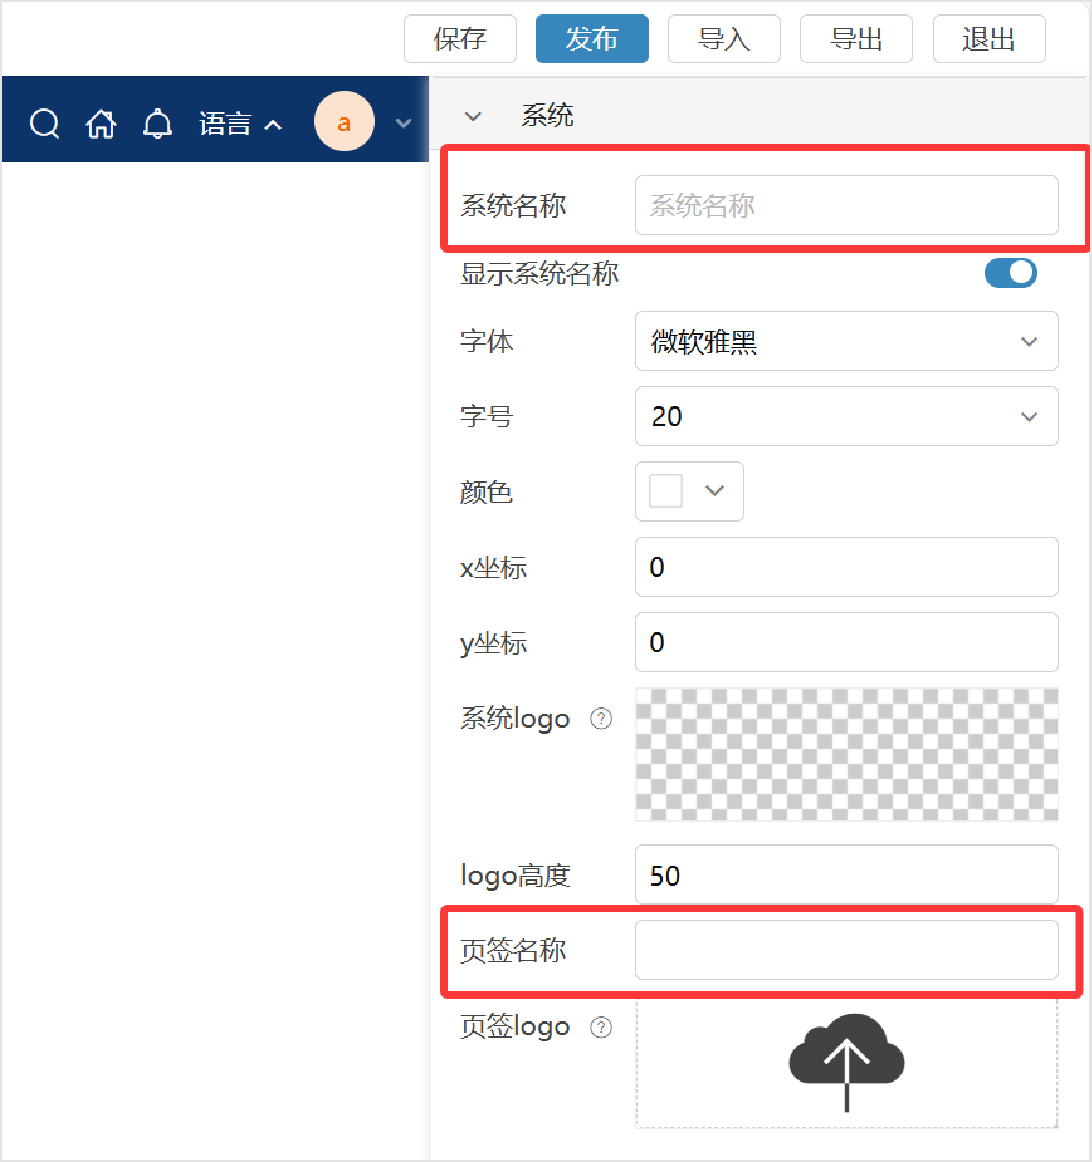 保存 发布 导入 导出 退出
语言 a
系统
系统名称 系统名称
显示系统名称
字体 微软雅黑
字号 20
颜色
x坐标 0
y坐标 0
系统logo ?
logo高度 50
页签名称
页签logo ?